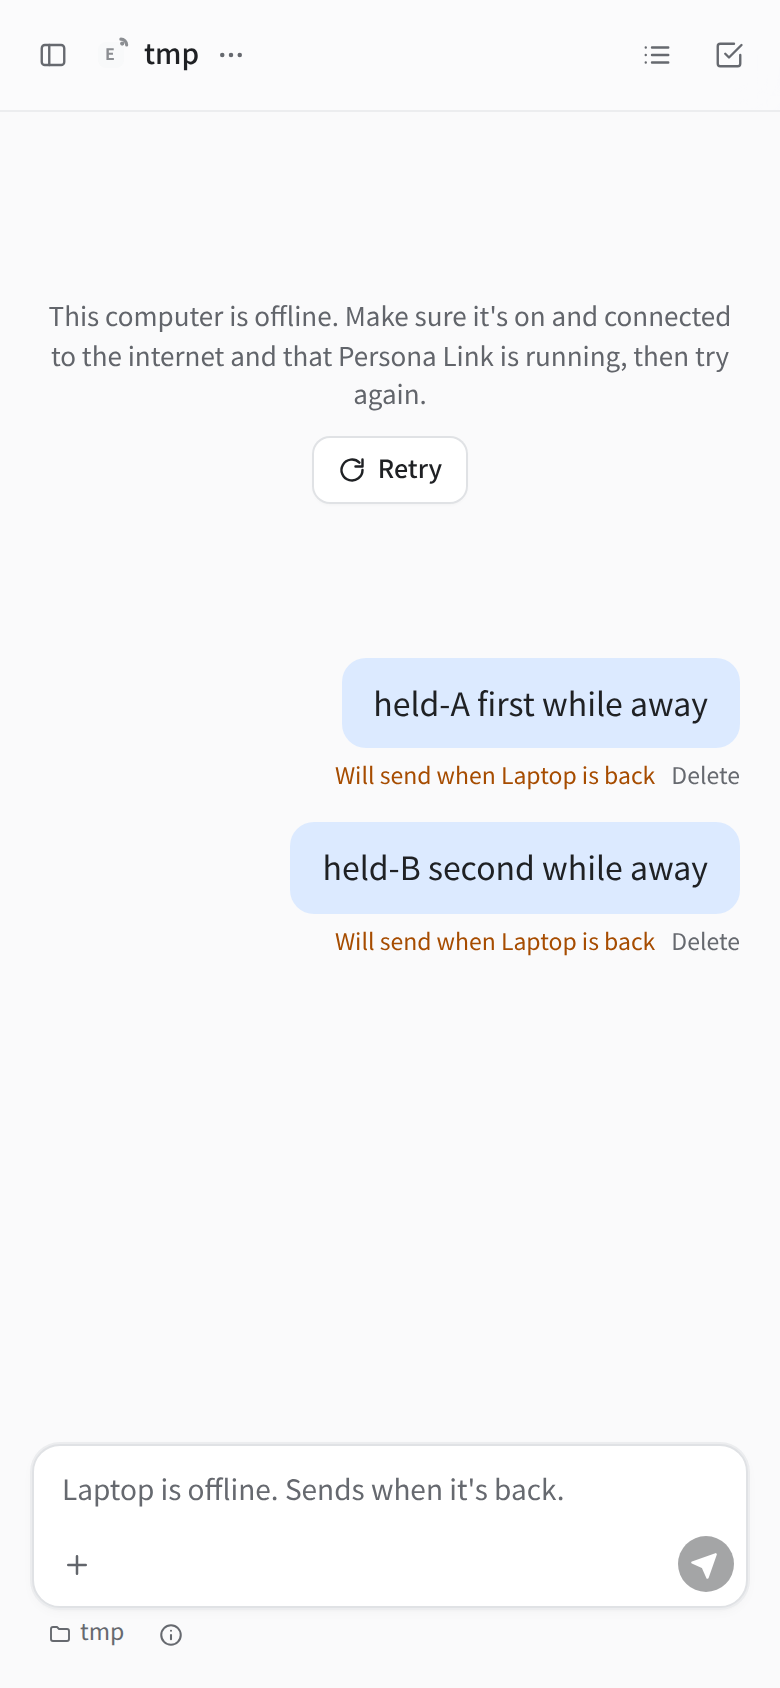 E tmp
This computer is offline. Make sure it's on and connected
to the internet and that Persona Link is running, then try
again.
Retry
held-A first while away
Will send when Laptop is back Delete
held-B second while away
Will send when Laptop is back Delete
Laptop is offline. Sends when it's back.
tmp